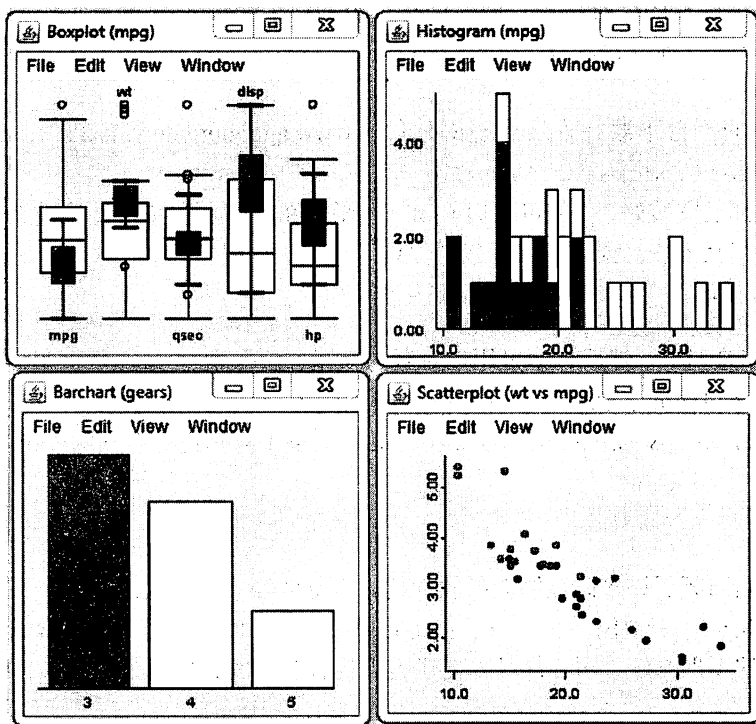 Boxplot (mpg)
File Edit View Window
wt disp
mpg qsec hp
Histogram (mpg)
File Edit View Window
4.00
2.00
0.00
10.0 20.0 30.0
Barchart (gears)
File Edit View Window
3 4 5
Scatterplot (wt vs mpg)
File Edit View Window
5.00
4.00
3.00
2.00
10.0 20.0 30.0